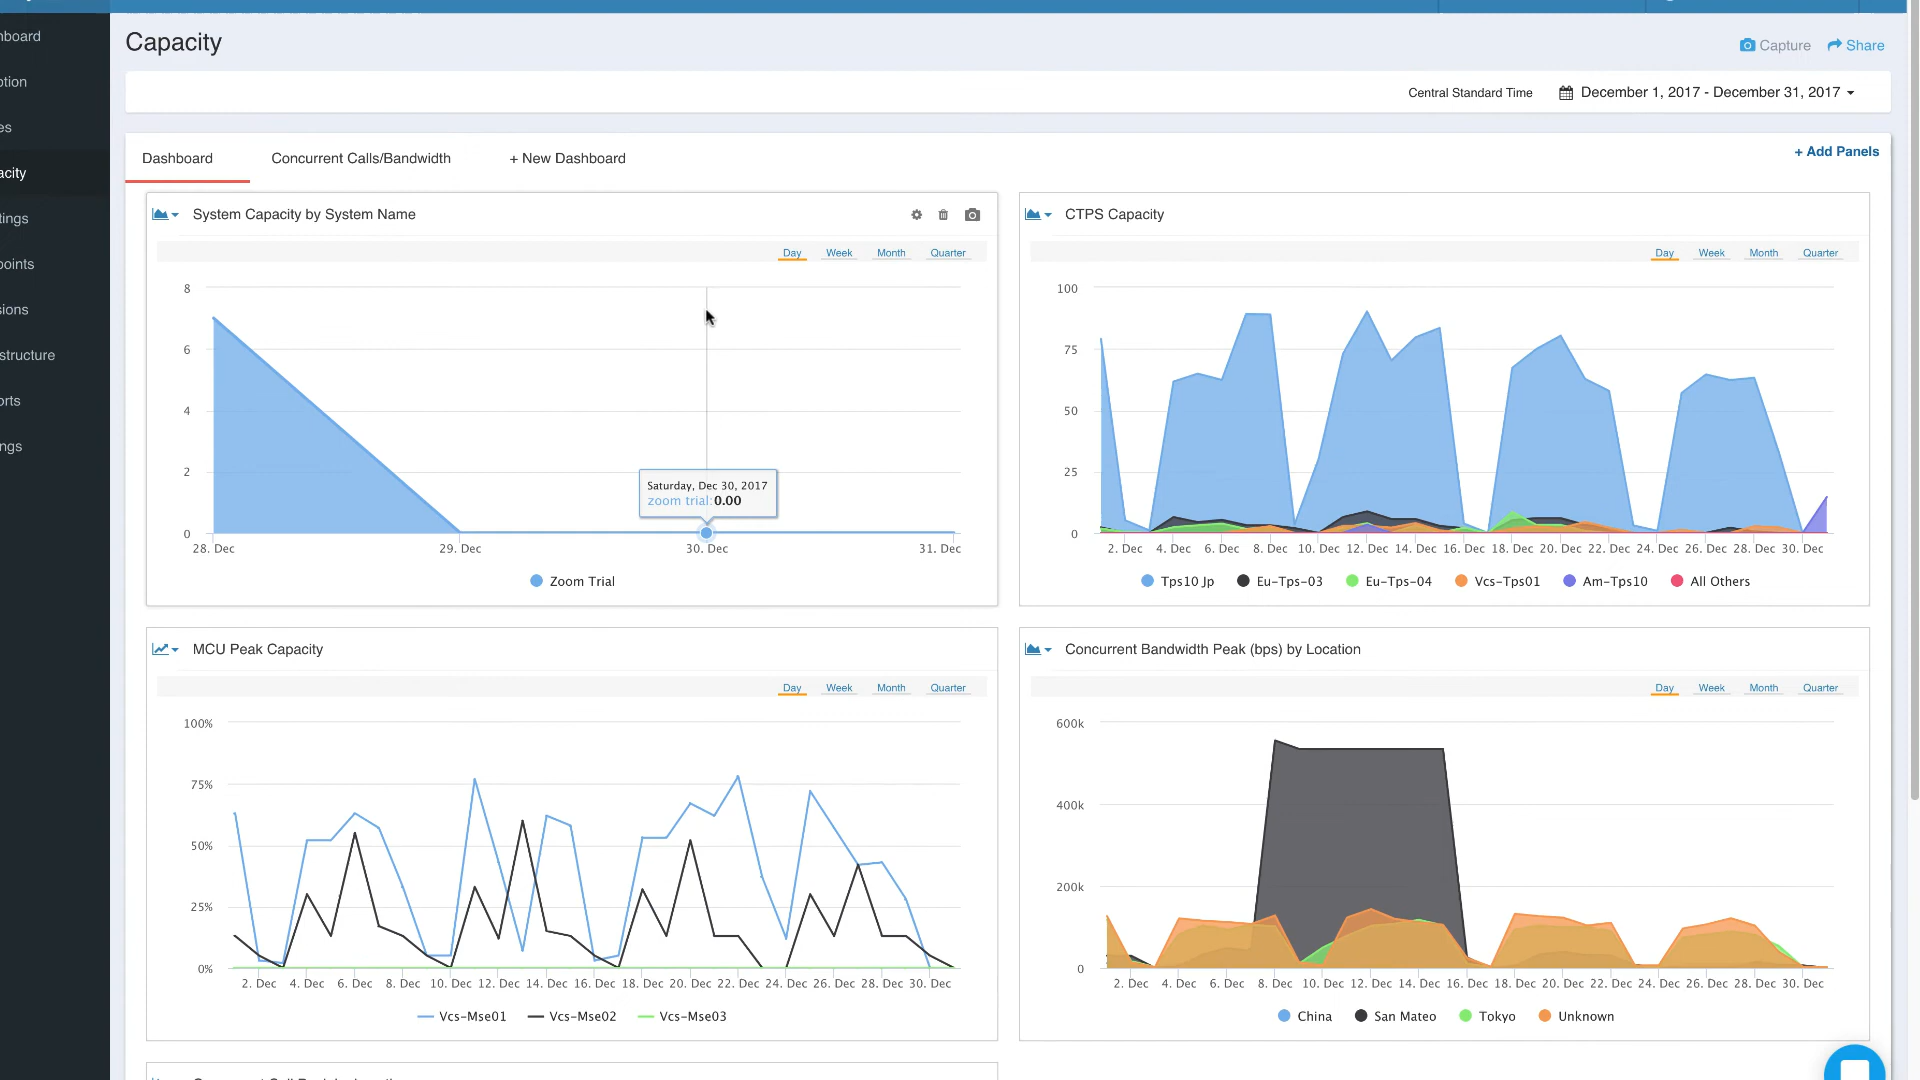 Capacity
Capture
Share
Central Standard Time
December 1, 2017 - December 31, 2017
Dashboard
Concurrent Calls/Bandwidth
+ New Dashboard
+ Add Panels
System Capacity by System Name
Day Week Month Quarter
8
6
4
2
0
28. Dec 29. Dec 30. Dec 31. Dec
Saturday, Dec 30, 2017
zoom trial: 0.00
Zoom Trial
CTPS Capacity
Day Week Month Quarter
100
75
50
25
0
2. Dec 4. Dec 6. Dec 8. Dec 10. Dec 12. Dec 14. Dec 16. Dec 18. Dec 20. Dec 22. Dec 24. Dec 26. Dec 28. Dec 30. Dec
Tps10 Jp Eu-Tps-03 Eu-Tps-04 Vcs-Tps01 Am-Tps10 All Others
MCU Peak Capacity
Day Week Month Quarter
100%
75%
50%
25%
0%
2. Dec 4. Dec 6. Dec 8. Dec 10. Dec 12. Dec 14. Dec 16. Dec 18. Dec 20. Dec 22. Dec 24. Dec 26. Dec 28. Dec 30. Dec
Vcs-Mse01 Vcs-Mse02 Vcs-Mse03
Concurrent Bandwidth Peak (bps) by Location
Day Week Month Quarter
600k
400k
200k
0
2. Dec 4. Dec 6. Dec 8. Dec 10. Dec 12. Dec 14. Dec 16. Dec 18. Dec 20. Dec 22. Dec 24. Dec 26. Dec 28. Dec 30. Dec
China San Mateo Tokyo Unknown
hboard
ption
es
acity
tings
points
sions
structure
orts
ngs